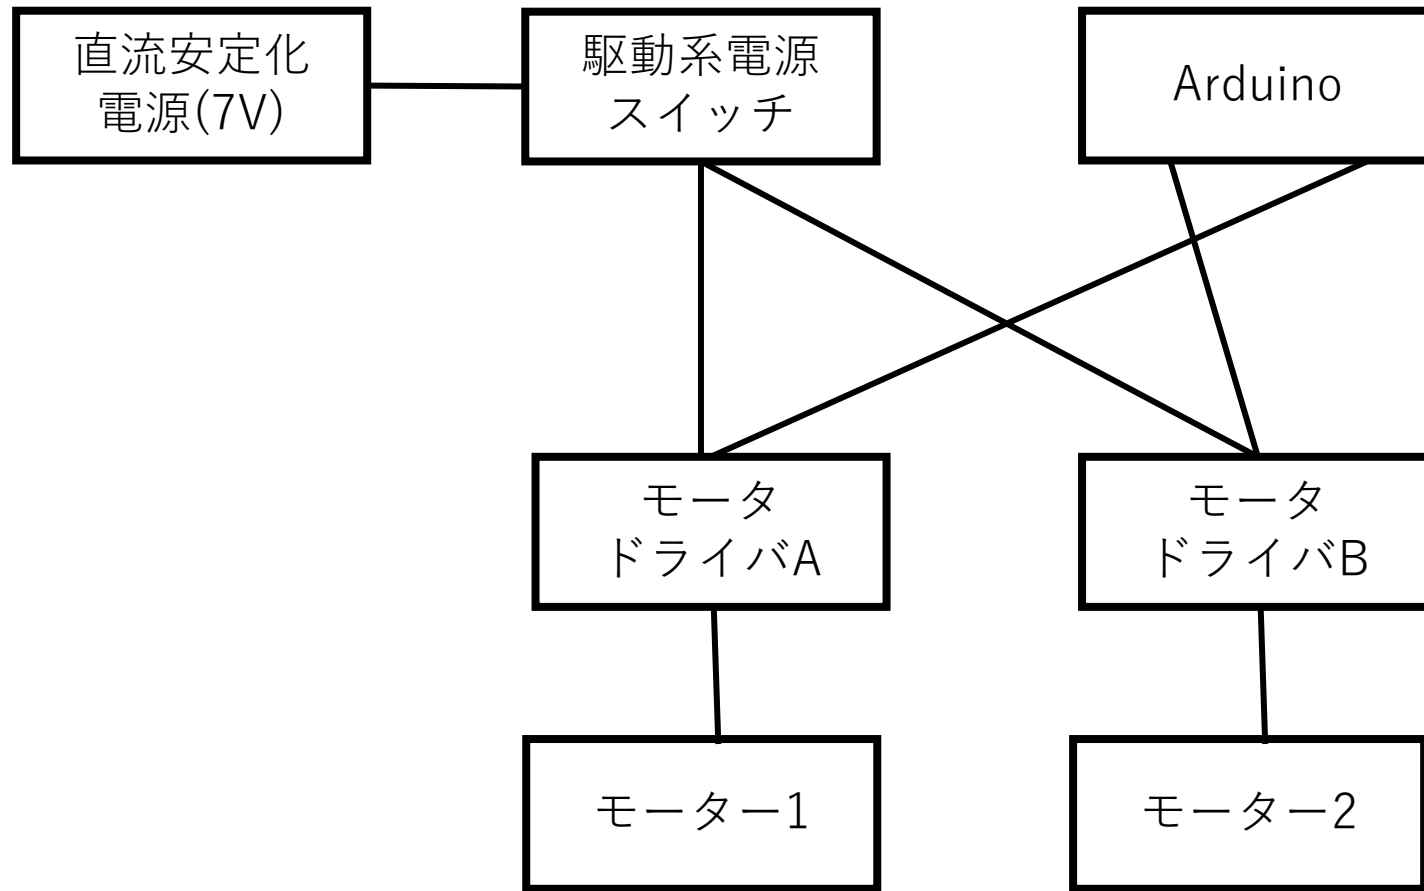 直流安定化
電源(7V)
駆動系電源
スイッチ
Arduino
モータ
ドライバA
モータ
ドライバB
モーター1
モーター2